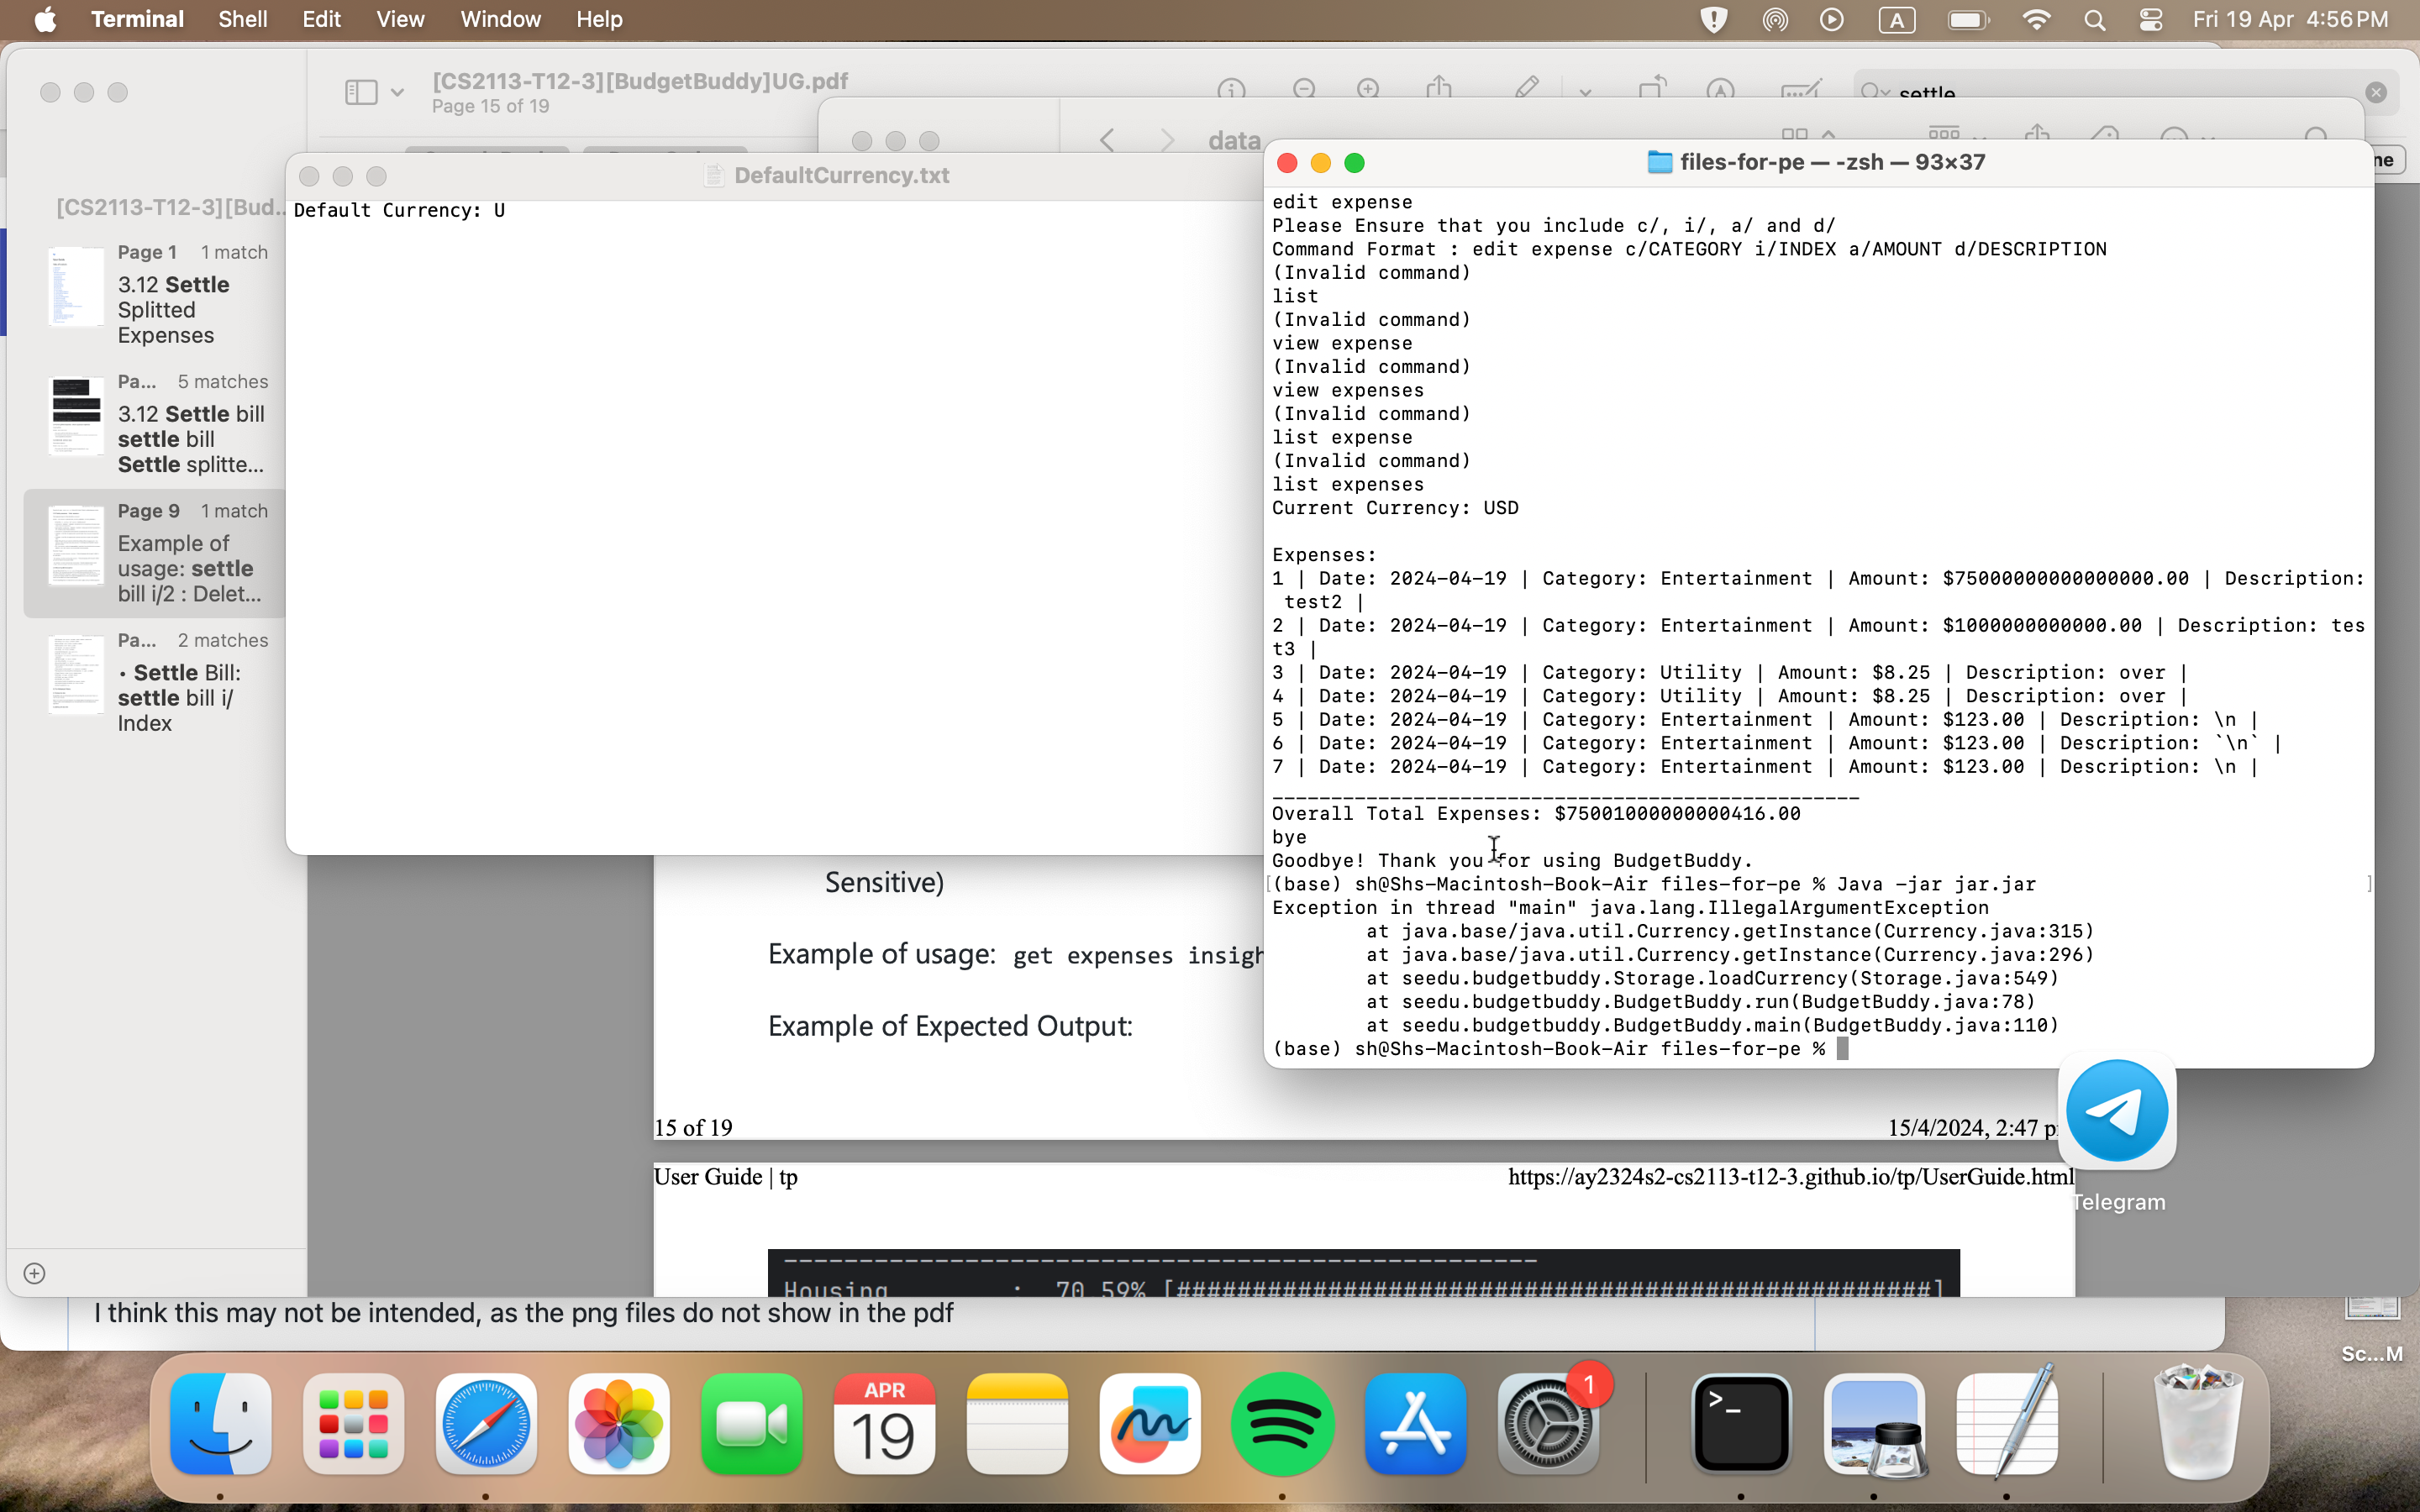 Terminal Shell Edit View Window Help
A
Fri 19 Apr 4:56 PM
[CS2113-T12-3][BudgetBuddy]UG.pdf
Page 15 of 19
settle
data
[CS2113-T12-3][Bud...
Page 1 1 match
3.12 Settle
Splitted
Expenses
Pa... 5 matches
3.12 Settle bill
settle bill
Settle splitte...
Page 9 1 match
Example of
usage: settle
bill i/2 : Delet...
Pa... 2 matches
• Settle Bill:
settle bill i/
Index
DefaultCurrency.txt
Default Currency: U
files-for-pe — -zsh — 93×37
ne
edit expense
Please Ensure that you include c/, i/, a/ and d/
Command Format : edit expense c/CATEGORY i/INDEX a/AMOUNT d/DESCRIPTION
(Invalid command)
list
(Invalid command)
view expense
(Invalid command)
view expenses
(Invalid command)
list expense
(Invalid command)
list expenses
Current Currency: USD
Expenses:
1 | Date: 2024-04-19 | Category: Entertainment | Amount: $75000000000000000.00 | Description:
test2 |
2 | Date: 2024-04-19 | Category: Entertainment | Amount: $1000000000000.00 | Description: tes
t3 |
3 | Date: 2024-04-19 | Category: Utility | Amount: $8.25 | Description: over |
4 | Date: 2024-04-19 | Category: Utility | Amount: $8.25 | Description: over |
5 | Date: 2024-04-19 | Category: Entertainment | Amount: $123.00 | Description: \n |
6 | Date: 2024-04-19 | Category: Entertainment | Amount: $123.00 | Description: `\n` |
7 | Date: 2024-04-19 | Category: Entertainment | Amount: $123.00 | Description: \n |
--------------------------------------------------
Overall Total Expenses: $75001000000000416.00
bye
Goodbye! Thank you for using BudgetBuddy.
[(base) sh@Shs-Macintosh-Book-Air files-for-pe % Java -jar jar.jar ]
Exception in thread "main" java.lang.IllegalArgumentException
at java.base/java.util.Currency.getInstance(Currency.java:315)
at java.base/java.util.Currency.getInstance(Currency.java:296)
at seedu.budgetbuddy.Storage.loadCurrency(Storage.java:549)
at seedu.budgetbuddy.BudgetBuddy.run(BudgetBuddy.java:78)
at seedu.budgetbuddy.BudgetBuddy.main(BudgetBuddy.java:110)
(base) sh@Shs-Macintosh-Book-Air files-for-pe %
Sensitive)
Example of usage: get expenses insigh
Example of Expected Output:
15 of 19
15/4/2024, 2:47 p
User Guide | tp
https://ay2324s2-cs2113-t12-3.github.io/tp/UserGuide.html
Telegram
--------------------------------------------------
Housing : 70.59% [###################################################]
I think this may not be intended, as the png files do not show in the pdf
Sc...M
APR
19
1
>_